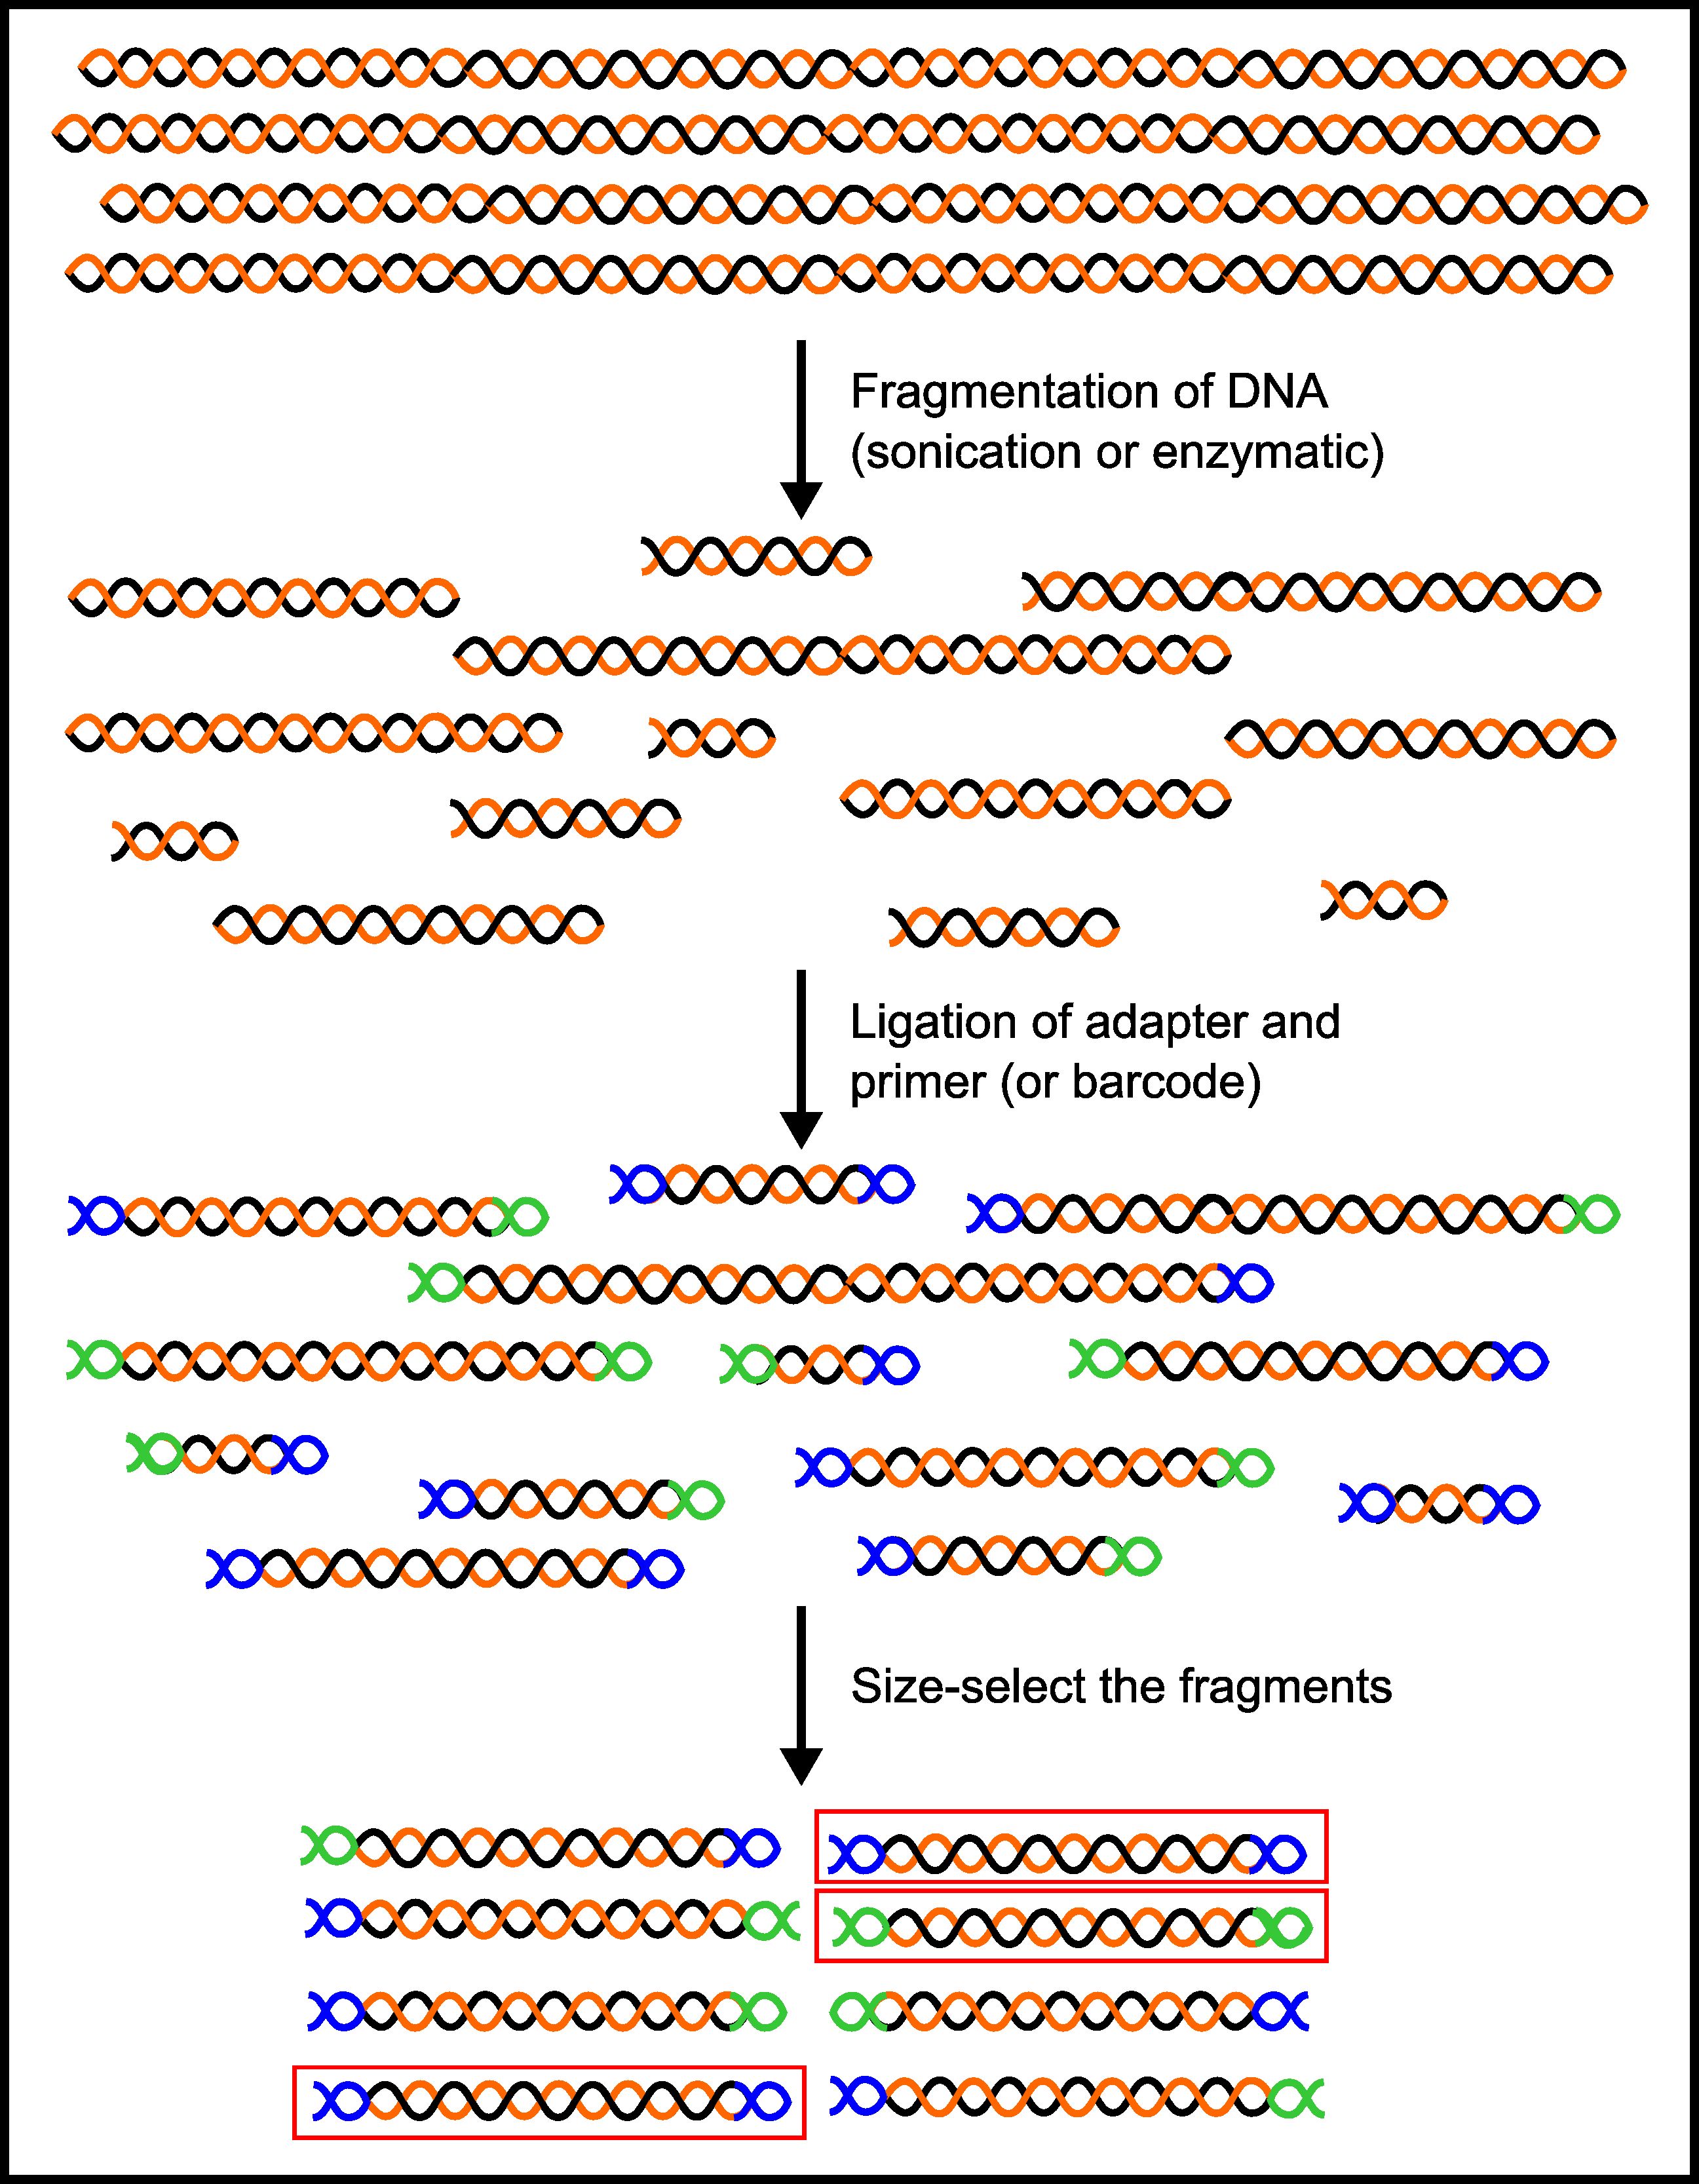 Fragmentation of DNA
(sonication or enzymatic)
Ligation of adapter and
primer (or barcode)
Size-select the fragments